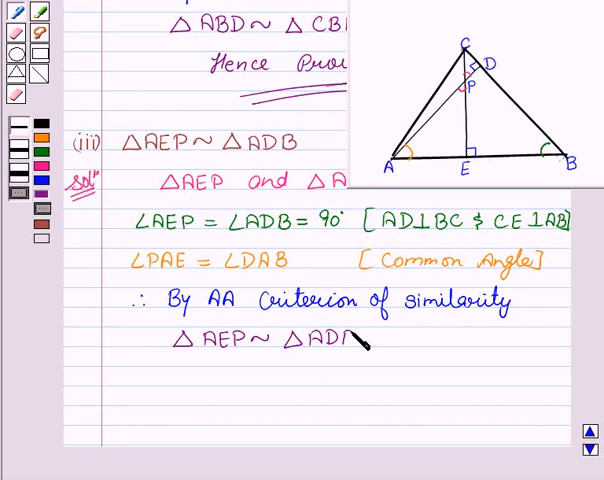 △ ABD ~ △ CB
Hence Prov
(iii) △AEP ~ △ADB
Solⁿ △AEP and △A
∠AEP = ∠ADB = 90° [AD⊥BC & CE⊥AB]
∠PAE = ∠DAB [Common Angle]
∴ By AA Criterion of similarity
△ AEP ~ △AD
C
D
P
A
E
B